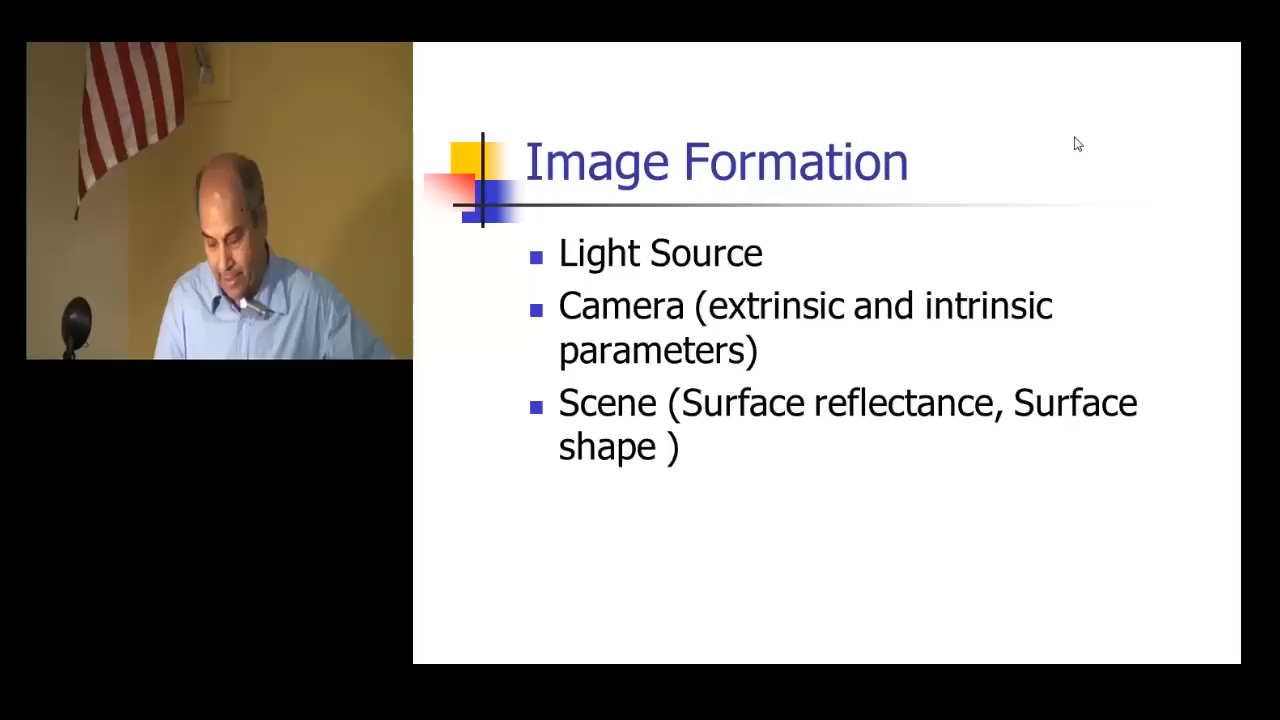 Image Formation
Light Source
Camera (extrinsic and intrinsic
parameters)
Scene (Surface reflectance, Surface
shape )